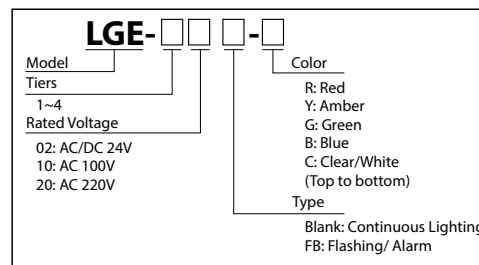 LGE-□□ □-□
Model
Tiers
1~4
Rated Voltage
02: AC/DC 24V
10: AC 100V
20: AC 220V
Color
R: Red
Y: Amber
G: Green
B: Blue
C: Clear/White
(Top to bottom)
Type
Blank: Continuous Lighting
FB: Flashing/ Alarm